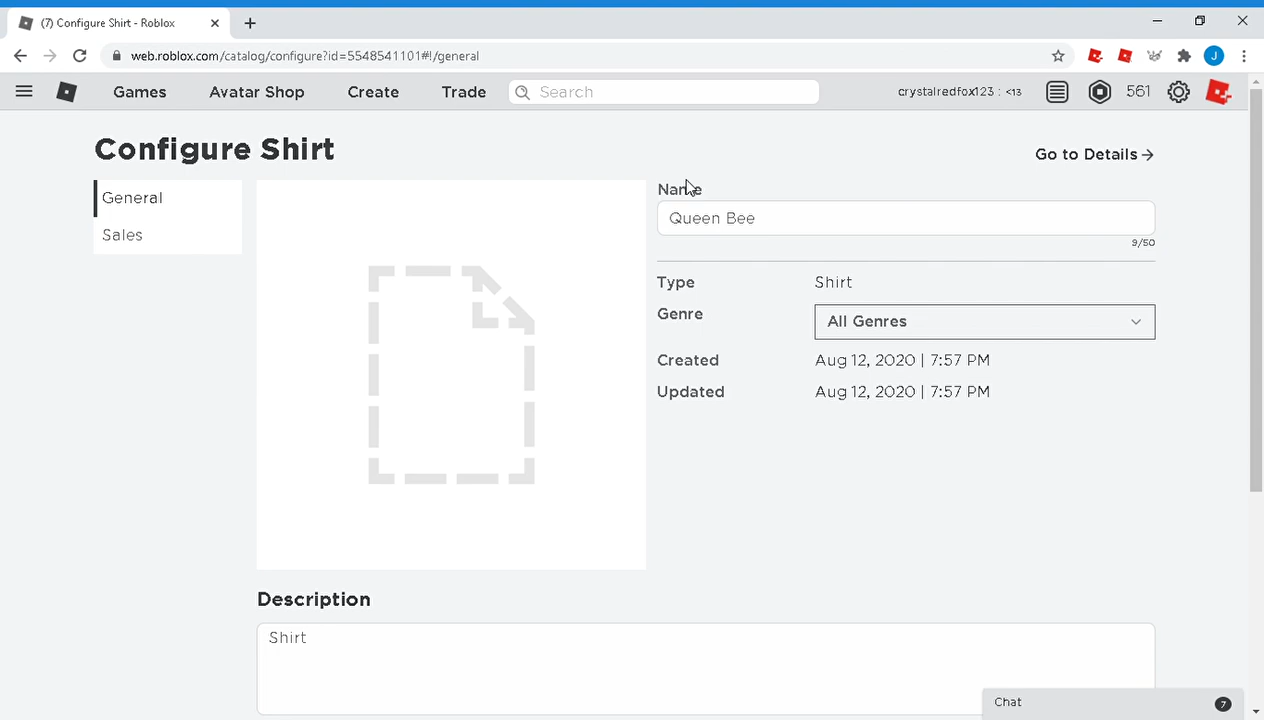 (7) Configure Shirt - Roblox
web.roblox.com/catalog/configure?id=5548541101#!/general
J
Games Avatar Shop Create Trade Search crystalredfox123 : <13 561
Configure Shirt
Go to Details
General
Sales
Name
Queen Bee
9/50
Type Shirt
Genre All Genres
Created Aug 12, 2020 | 7:57 PM
Updated Aug 12, 2020 | 7:57 PM
Description
Shirt
Chat 7